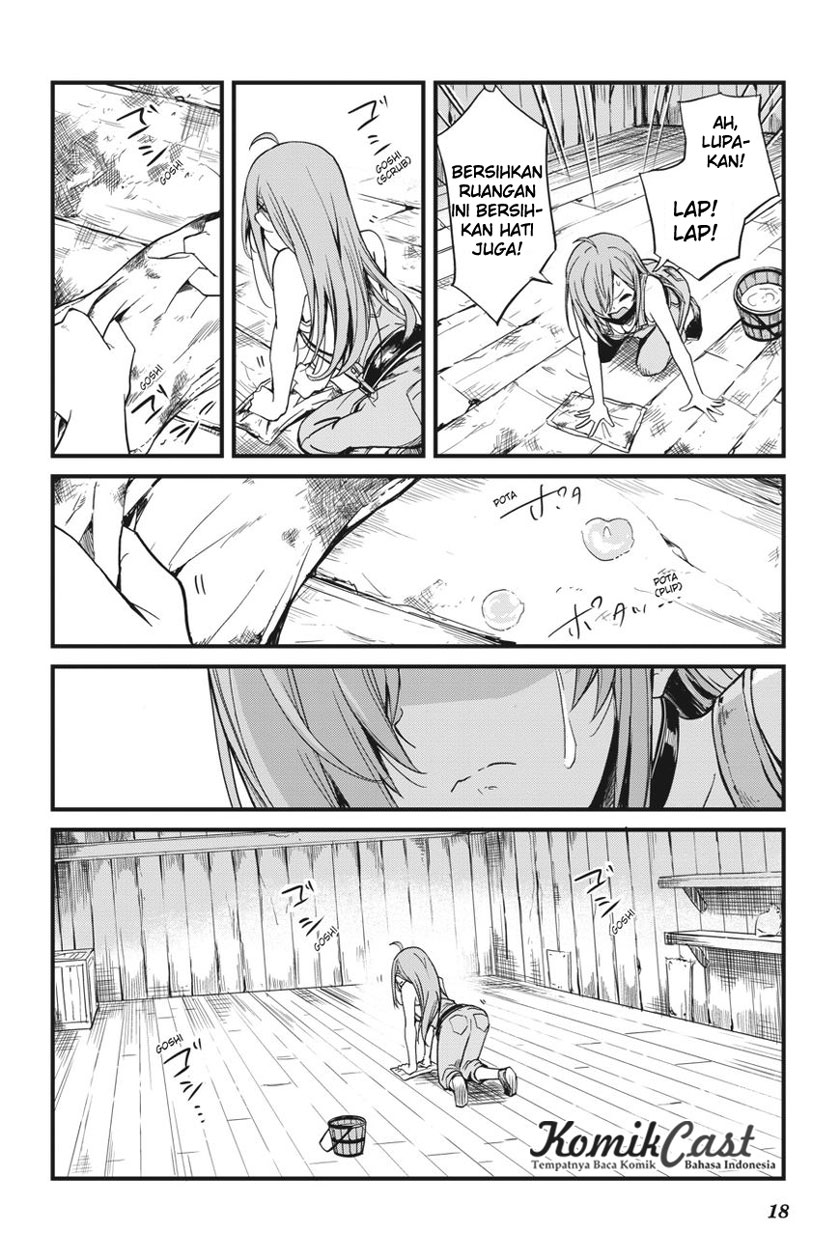 AH,
LUPA-
KAN!
LAP!
LAP!
BERSIHKAN
RUANGAN
INI BERSIH-
KAN HATI
JUGA!
ゴシ
GOSHI
(SCRUB)
ゴシ
GOSHI
GOSHI
ゴシ
POTA
ポタ
POTA
(PLIP)
ポタッ
ゴシ
GOSHI
ゴシ
GOSHI
GOSHI
ゴシ
KomikCast
Tempatnya Baca Komik Bahasa Indonesia
18